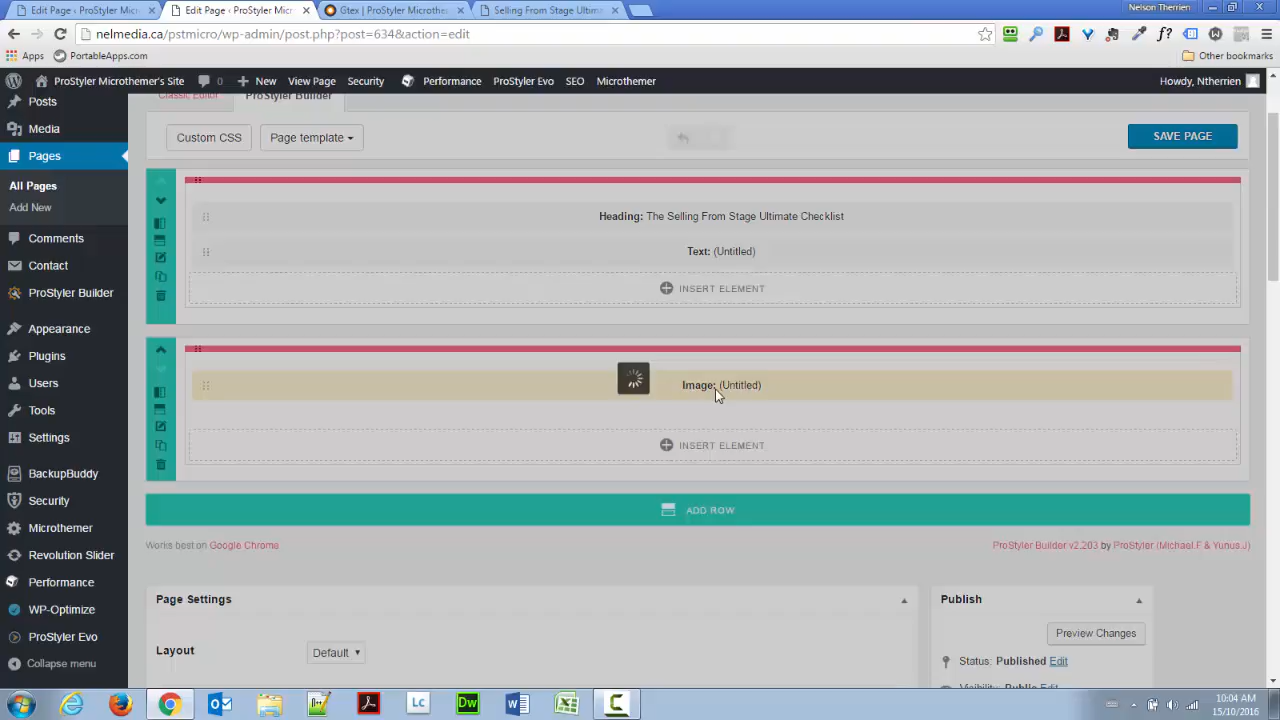 Edit Page ‹ ProStyler Micr
Edit Page ‹ ProStyler Micr
Gtex | ProStyler Microthe
Selling From Stage Ultim
Nelson Therrien
nelmedia.ca/pstmicro/wp-admin/post.php?post=634&action=edit
Apps
PortableApps.com
Other bookmarks
ProStyler Microthemer's Site
0
New
View Page
Security
Performance
ProStyler Evo
SEO
Microthemer
Howdy, Ntherrien
Posts
Media
Pages
All Pages
Add New
Comments
Contact
ProStyler Builder
Appearance
Plugins
Users
Tools
Settings
BackupBuddy
Security
Microthemer
Revolution Slider
Performance
WP-Optimize
ProStyler Evo
Collapse menu
Classic Editor
ProStyler Builder
Custom CSS
Page template
SAVE PAGE
Heading: The Selling From Stage Ultimate Checklist
Text: (Untitled)
INSERT ELEMENT
Image: (Untitled)
INSERT ELEMENT
ADD ROW
Works best on Google Chrome
ProStyler Builder v2.203 by ProStyler (Michael.F & Yunus.J)
Page Settings
Layout
Default
Publish
Preview Changes
Status: Published Edit
Visibility: Public Edit
10:04 AM
15/10/2016